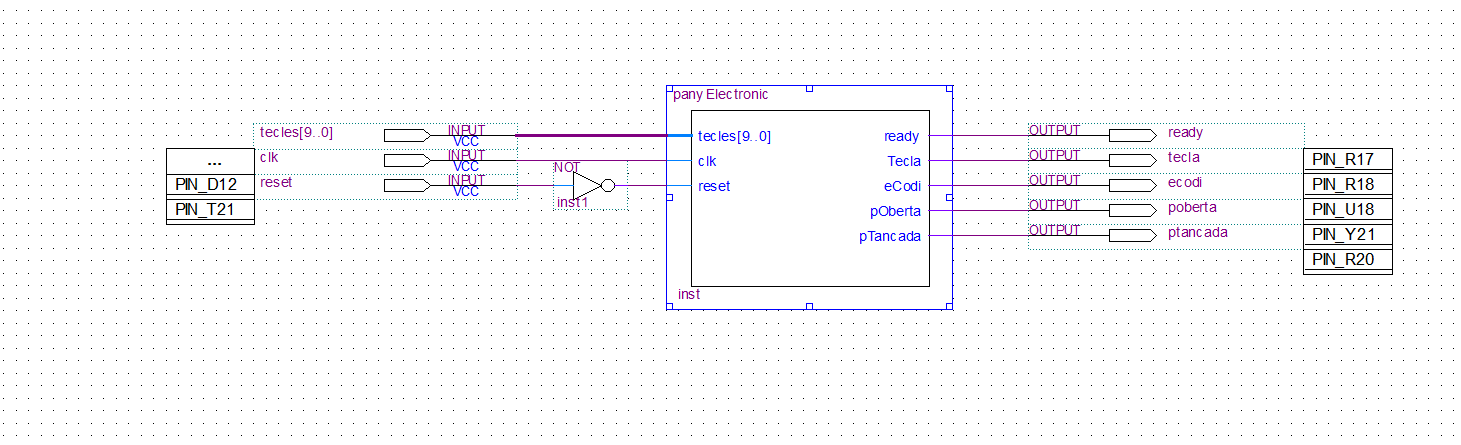 pany Electronic
tecles[9..0]
INPUT
VCC
tecles[9..0]
ready
OUTPUT
ready
...
clk
INPUT
VCC
clk
Tecla
OUTPUT
tecla
PIN_R17
PIN_D12
reset
INPUT
VCC
NOT
inst1
reset
eCodi
OUTPUT
ecodi
PIN_R18
PIN_T21
pOberta
OUTPUT
poberta
PIN_U18
pTancada
OUTPUT
ptancada
PIN_Y21
PIN_R20
inst